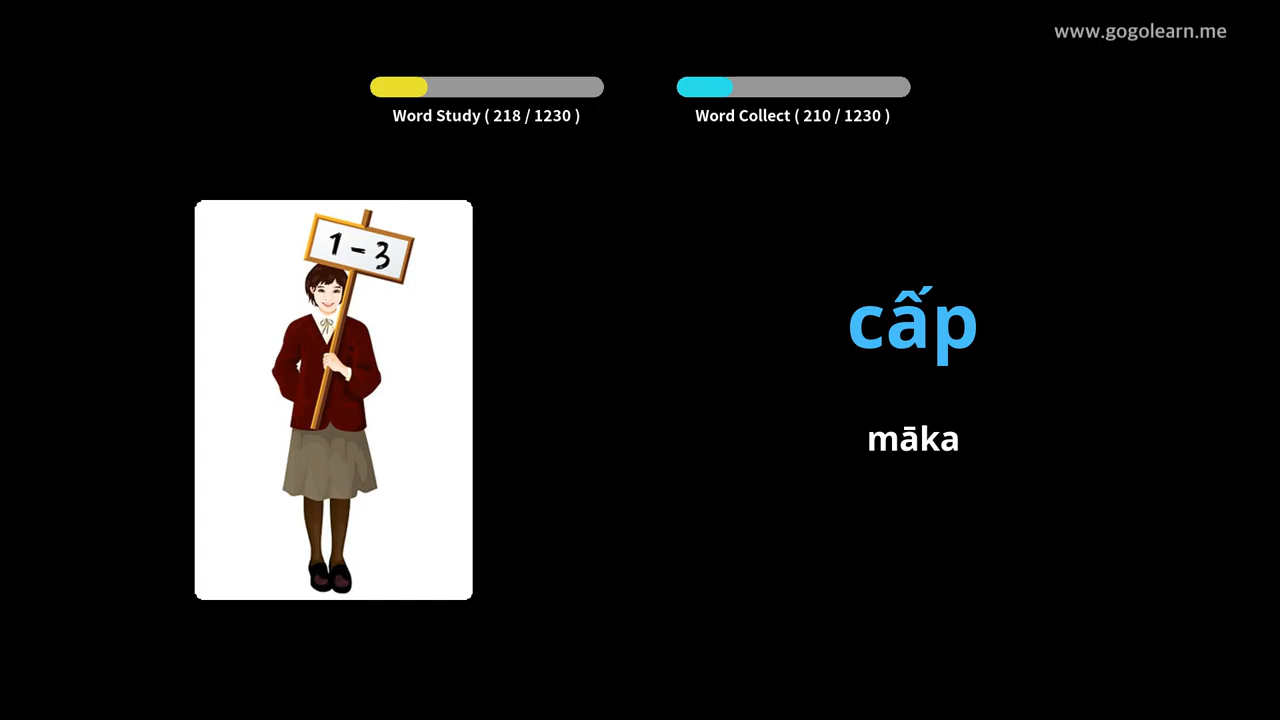 www.gogolearn.me
Word Study ( 218 / 1230 )
Word Collect ( 210 / 1230 )
1 - 3
cấp
māka